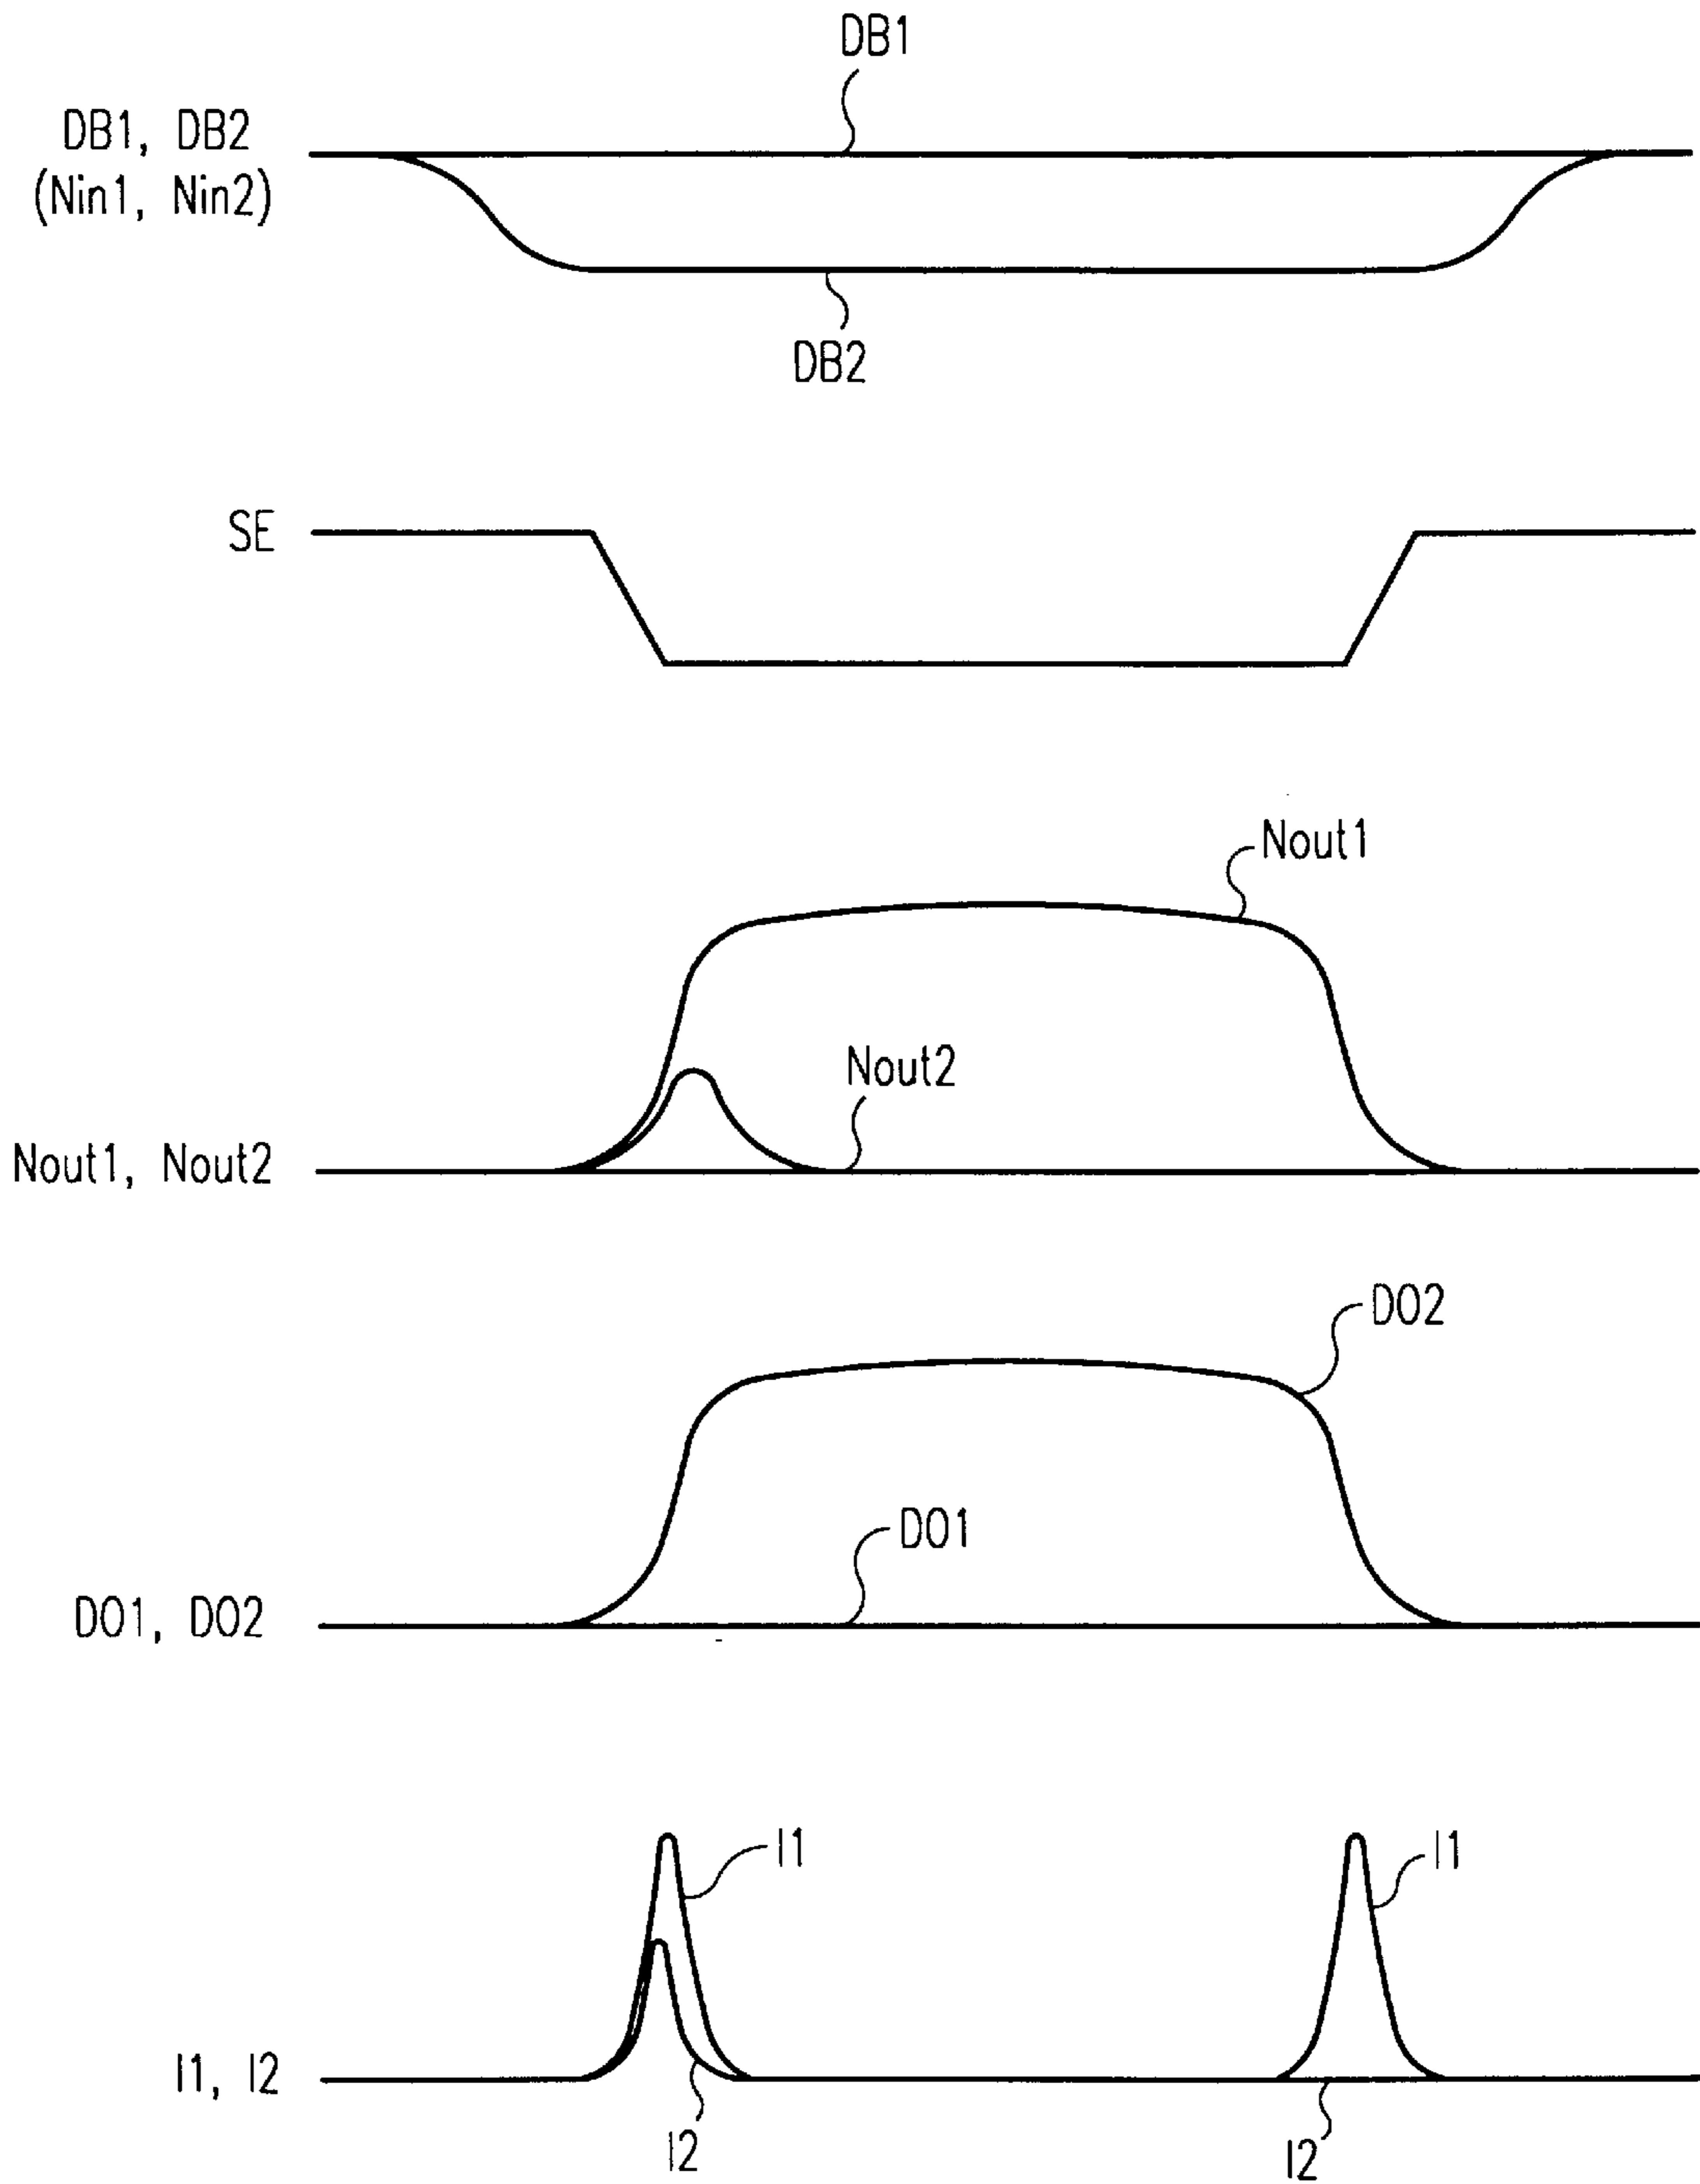 DB1
DB1, DB2
(Nin1, Nin2)
DB2
SE
Nout1
Nout2
Nout1, Nout2
DO2
DO1
DO1, DO2
I1
I1
I1, I2
I2
I2